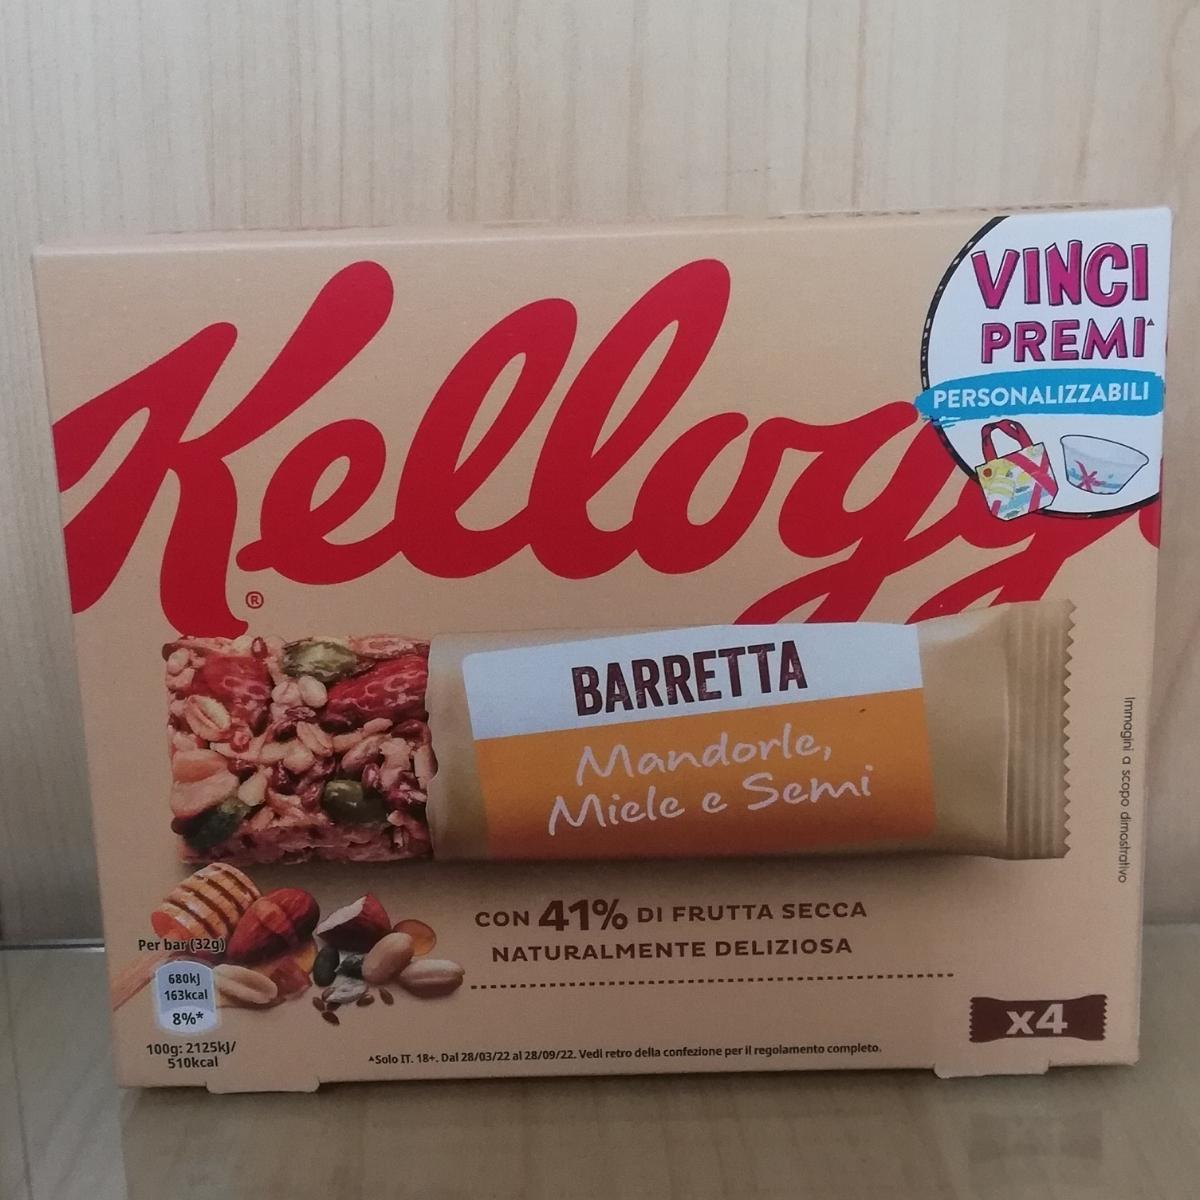 Kellogg
®
VINCI
PREMI▲
PERSONALIZZABILI
BARRETTA
Mandorle,
Miele e Semi
Immagini a scopo dimostrativo
CON 41% DI FRUTTA SECCA
NATURALMENTE DELIZIOSA
Per bar (32g)
680kJ
163kcal
8%*
100g: 2125kJ/
510kcal
x4
▲Solo IT. 18+. Dal 28/03/22 al 28/09/22. Vedi retro della confezione per il regolamento completo.